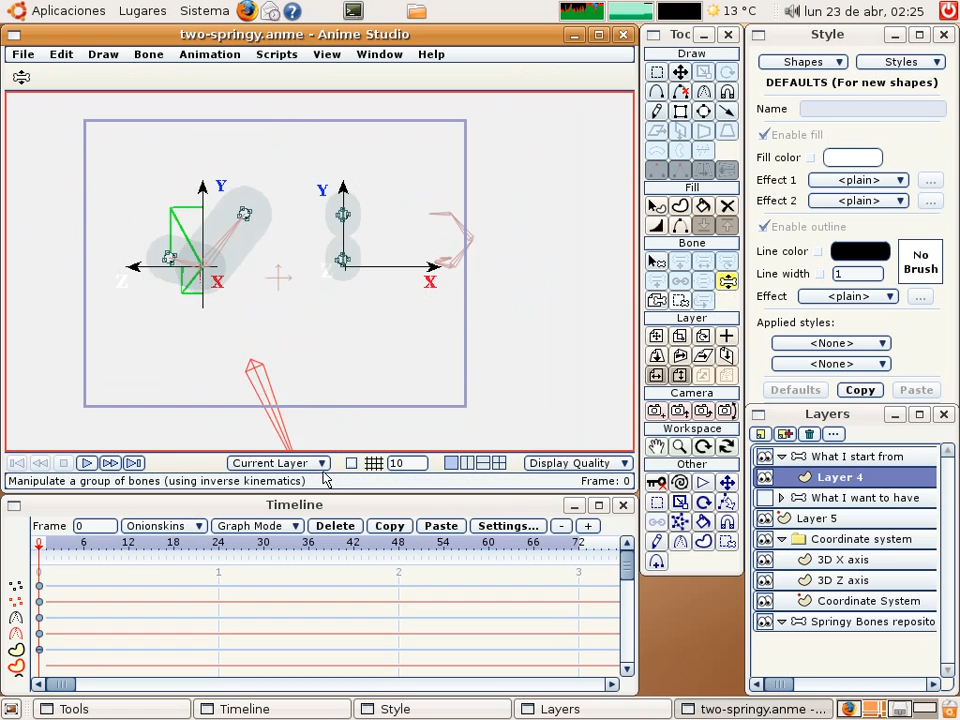 Aplicaciones Lugares Sistema ? 13 °C lun 23 de abr, 02:25
two-springy.anme - Anime Studio
File Edit Draw Bone Animation Scripts View Window Help
Y
Y
Z X
Z X
Current Layer 10 Display Quality
Manipulate a group of bones (using inverse kinematics) Frame: 0
Timeline
Frame 0 Onionskins Graph Mode Delete Copy Paste Settings... - +
0 6 12 18 24 30 36 42 48 54 60 66 72
0 1 2 3
Draw
Fill
Bone
Layer
Camera
Workspace
Other
Style
Shapes Styles
DEFAULTS (For new shapes)
Name
Enable fill
Fill color
Effect 1 <plain> ...
Effect 2 <plain> ...
Enable outline
Line color
No Brush
Line width 1
Effect <plain> ...
Applied styles:
<None>
<None>
Defaults Copy Paste
Layers
...
What I start from
Layer 4
What I want to have
Layer 5
Coordinate system
3D X axis
3D Z axis
Coordinate System
Springy Bones reposito
Tools Timeline Style Layers two-springy.anme -...